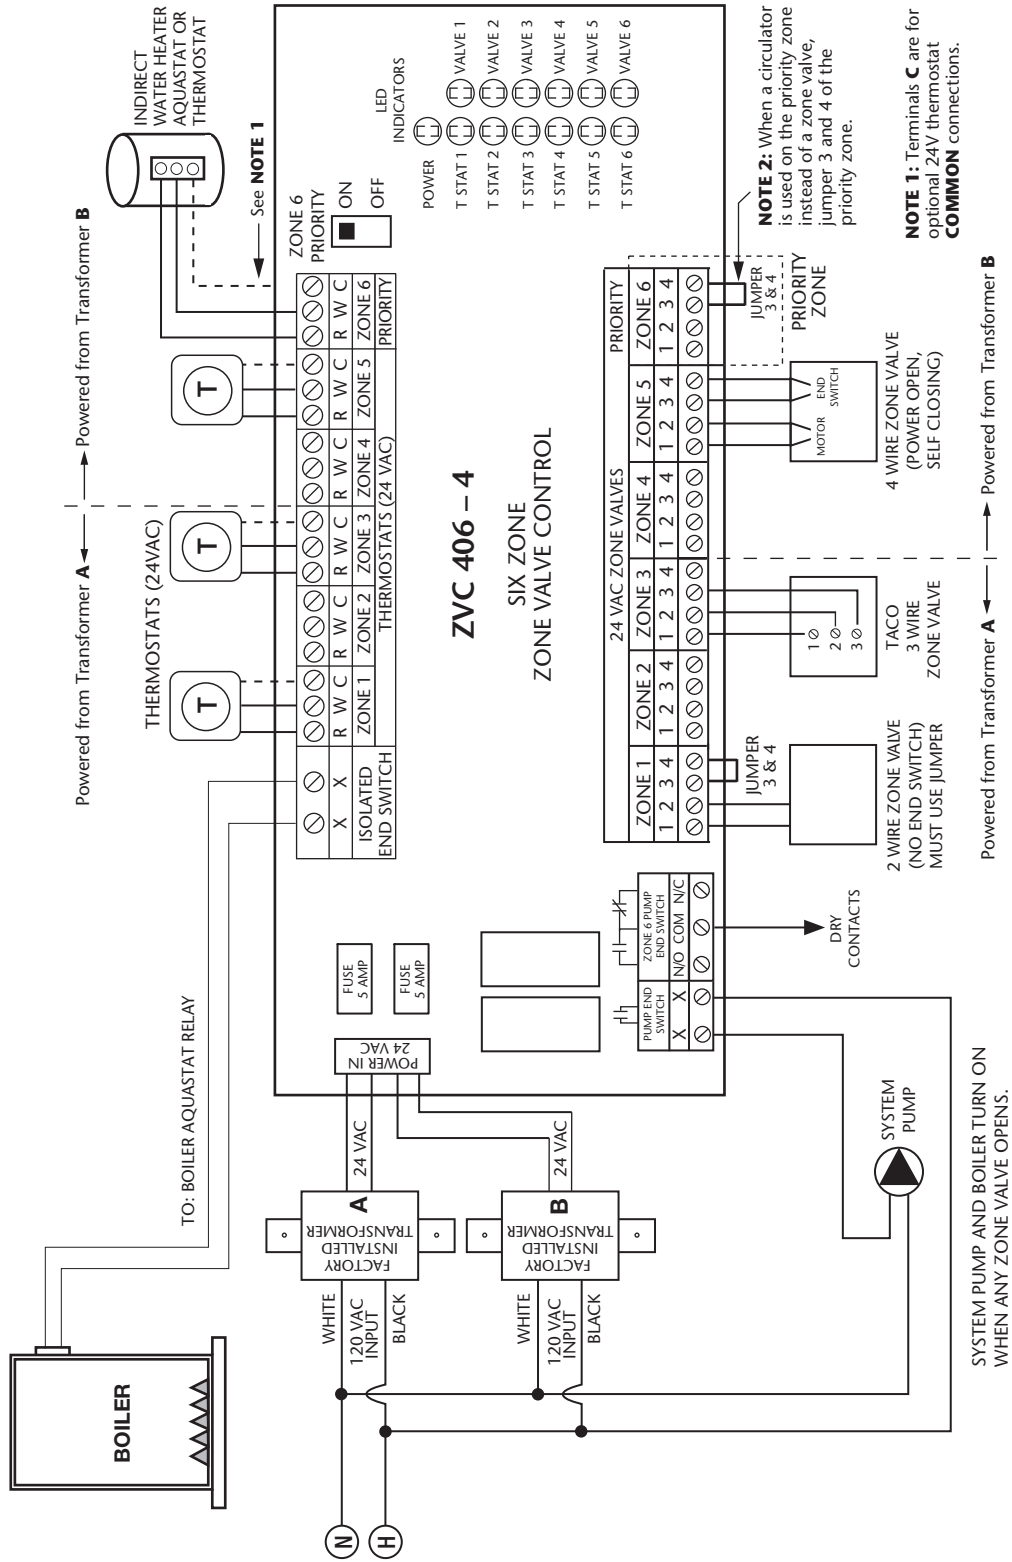 BOILER
TO: BOILER AQUASTAT RELAY
Powered from Transformer A
Powered from Transformer B
THERMOSTATS (24VAC)
T
T
T
INDIRECT
WATER HEATER
AQUASTAT OR
THERMOSTAT
See NOTE 1
X X
ISOLATED
END SWITCH
R W C
ZONE 1
R W C
ZONE 2
R W C
ZONE 3
R W C
ZONE 4
R W C
ZONE 5
THERMOSTATS (24 VAC)
R W C
ZONE 6
PRIORITY
ZONE 6
PRIORITY
ON
OFF
N
H
WHITE
120 VAC
INPUT
BLACK
FACTORY
INSTALLED
TRANSFORMER
A
24 VAC
WHITE
120 VAC
INPUT
BLACK
FACTORY
INSTALLED
TRANSFORMER
B
24 VAC
POWER IN
24 VAC
FUSE
5 AMP
FUSE
5 AMP
ZVC 406 – 4
SIX ZONE
ZONE VALVE CONTROL
LED
INDICATORS
POWER
T STAT 1 VALVE 1
T STAT 2 VALVE 2
T STAT 3 VALVE 3
T STAT 4 VALVE 4
T STAT 5 VALVE 5
T STAT 6 VALVE 6
PUMP END
SWITCH
X X
ZONE 6 PUMP
END SWITCH
N/O COM N/C
24 VAC ZONE VALVES
PRIORITY
ZONE 1
1 2 3 4
ZONE 2
1 2 3 4
ZONE 3
1 2 3 4
ZONE 4
1 2 3 4
ZONE 5
1 2 3 4
ZONE 6
1 2 3 4
JUMPER
3 & 4
JUMPER
3 & 4
PRIORITY
ZONE
SYSTEM
PUMP
DRY
CONTACTS
1
2
3
MOTOR
END
SWITCH
2 WIRE ZONE VALVE
(NO END SWITCH)
MUST USE JUMPER
TACO
3 WIRE
ZONE VALVE
4 WIRE ZONE VALVE
(POWER OPEN,
SELF CLOSING)
NOTE 2: When a circulator
is used on the priority zone
instead of a zone valve,
jumper 3 and 4 of the
priority zone.
NOTE 1: Terminals C are for
optional 24V thermostat
COMMON connections.
Powered from Transformer A
Powered from Transformer B
SYSTEM PUMP AND BOILER TURN ON
WHEN ANY ZONE VALVE OPENS.